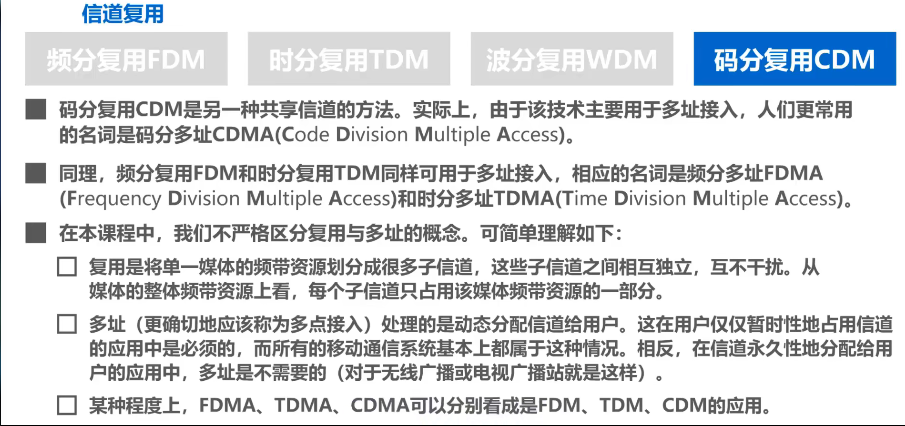 信道复用
频分复用FDM 时分复用TDM 波分复用WDM 码分复用CDM
码分复用CDM是另一种共享信道的方法。实际上，由于该技术主要用于多址接入，人们更常用
的名词是码分多址CDMA(Code Division Multiple Access)。
同理，频分复用FDM和时分复用TDM同样可用于多址接入，相应的名词是频分多址FDMA
(Frequency Division Multiple Access)和时分多址TDMA(Time Division Multiple Access)。
在本课程中，我们不严格区分复用与多址的概念。可简单理解如下：
复用是将单一媒体的频带资源划分成很多子信道，这些子信道之间相互独立，互不干扰。从
媒体的整体频带资源上看，每个子信道只占用该媒体频带资源的一部分。
多址（更确切地应该称为多点接入）处理的是动态分配信道给用户。这在用户仅仅暂时性地占用信道
的应用中是必须的，而所有的移动通信系统基本上都属于这种情况。相反，在信道永久性地分配给用
户的应用中，多址是不需要的（对于无线广播或电视广播站就是这样）。
某种程度上，FDMA、TDMA、CDMA可以分别看成是FDM、TDM、CDM的应用。